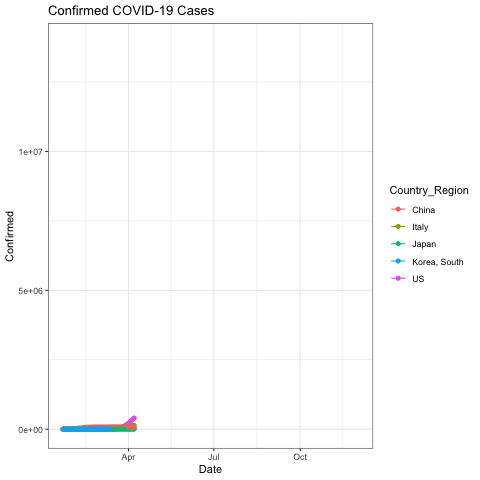 Confirmed COVID-19 Cases
Confirmed
1e+07
5e+06
0e+00
Apr
Jul
Oct
Date
Country_Region
China
Italy
Japan
Korea, South
US